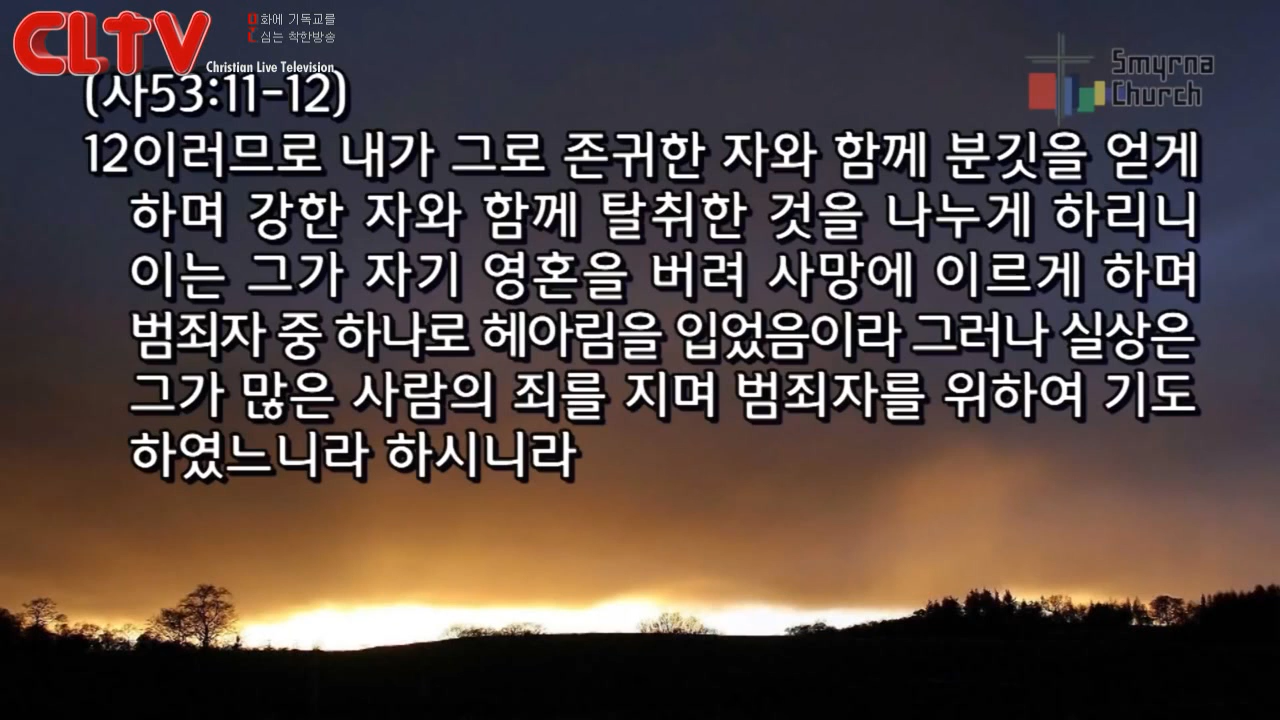 CLTV
문화에 기독교를
심는 착한방송
Christian Live Television
Smyrna
Church
(사53:11-12)
12이러므로 내가 그로 존귀한 자와 함께 분깃을 얻게
하며 강한 자와 함께 탈취한 것을 나누게 하리니
이는 그가 자기 영혼을 버려 사망에 이르게 하며
범죄자 중 하나로 헤아림을 입었음이라 그러나 실상은
그가 많은 사람의 죄를 지며 범죄자를 위하여 기도
하였느니라 하시니라